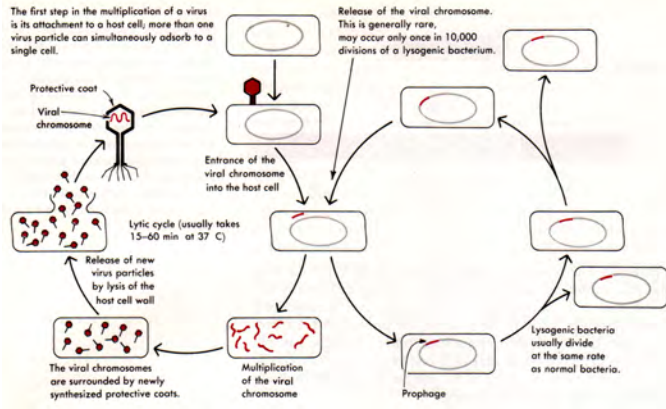 The first step in the multiplication of a virus
is its attachment to a host cell; more than one
virus particle can simultaneously adsorb to a
single cell.
Release of the viral chromosome.
This is generally rare,
may occur only once in 10,000
divisions of a lysogenic bacterium.
Protective coat
Viral
chromosome
Entrance of the
viral chromosome
into the host cell
Lytic cycle (usually takes
15–60 min at 37 C)
Release of new
virus particles
by lysis of the
host cell wall
Lysogenic bacteria
usually divide
at the same rate
as normal bacteria.
The viral chromosomes
are surrounded by newly
synthesized protective coats.
Multiplication
of the viral
chromosome
Prophage